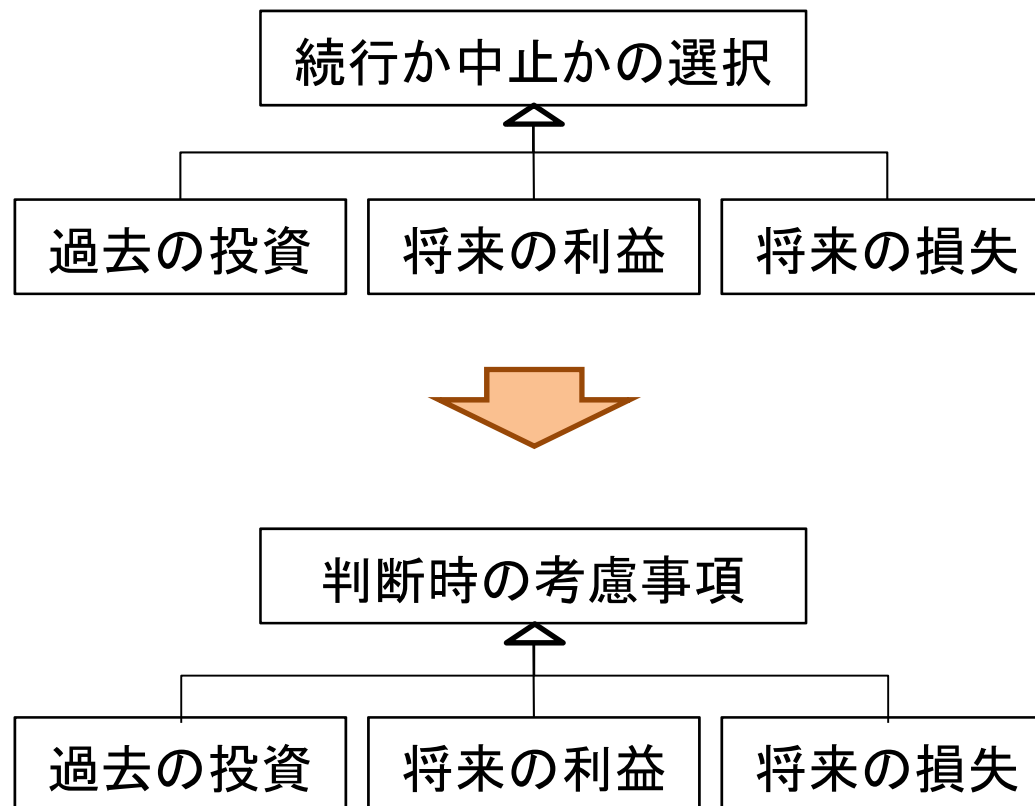 続行か中止かの選択
過去の投資
将来の利益
将来の損失
判断時の考慮事項
過去の投資
将来の利益
将来の損失